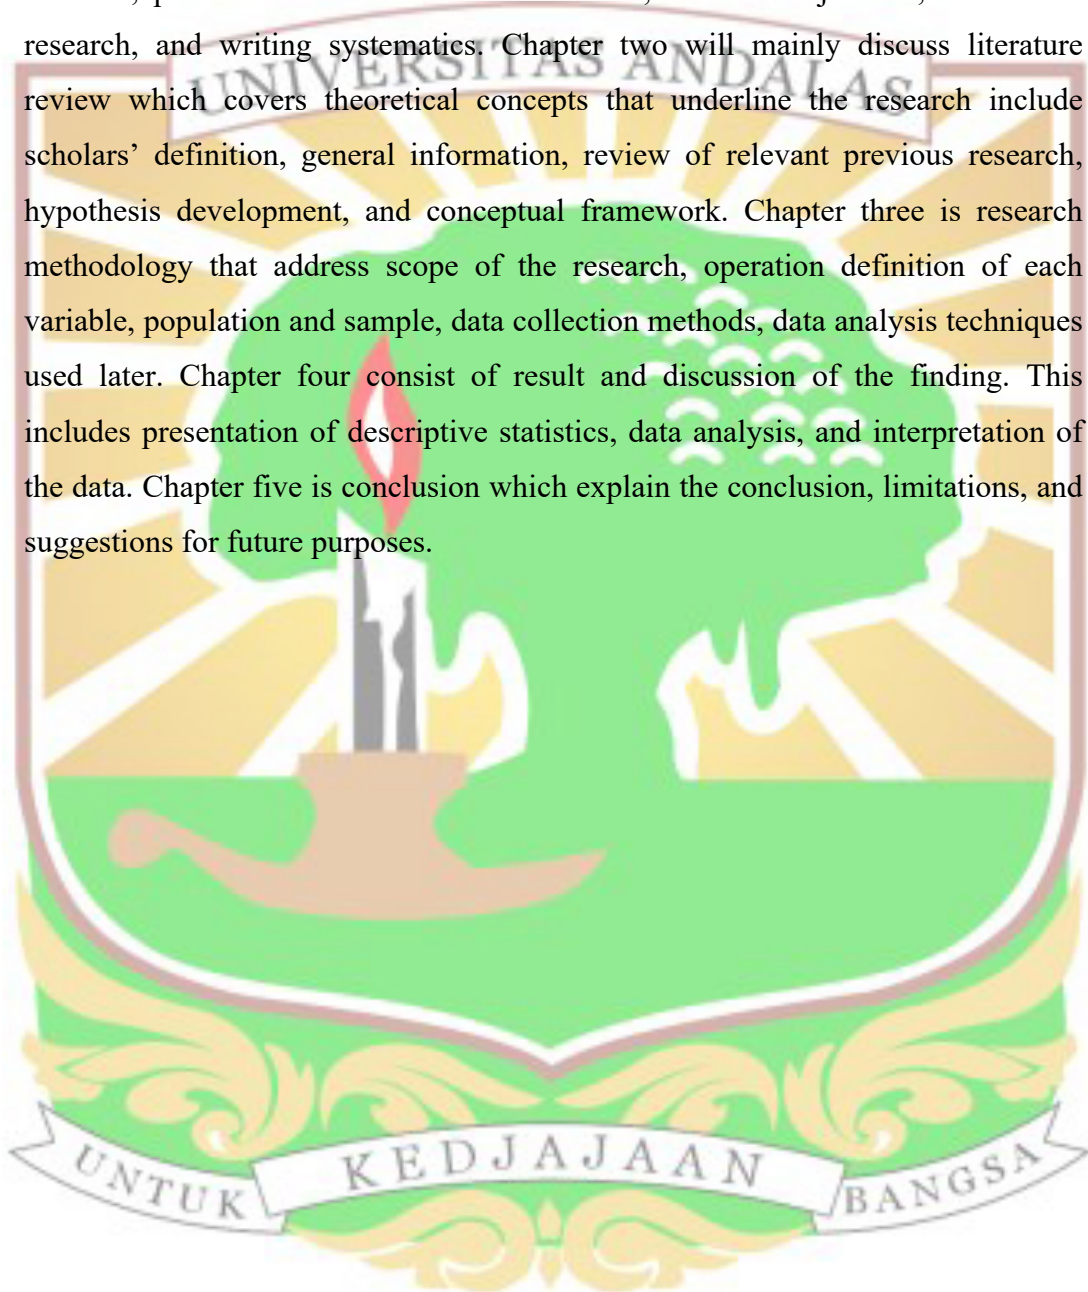 research, and writing systematics. Chapter two will mainly discuss literature
UNIVERSITAS ANDALAS
review which covers theoretical concepts that underline the research include
scholars’ definition, general information, review of relevant previous research,
hypothesis development, and conceptual framework. Chapter three is research
methodology that address scope of the research, operation definition of each
variable, population and sample, data collection methods, data analysis techniques
used later. Chapter four consist of result and discussion of the finding. This
includes presentation of descriptive statistics, data analysis, and interpretation of
the data. Chapter five is conclusion which explain the conclusion, limitations, and
suggestions for future purposes.
UNTUK KEDJAJAAN BANGSA